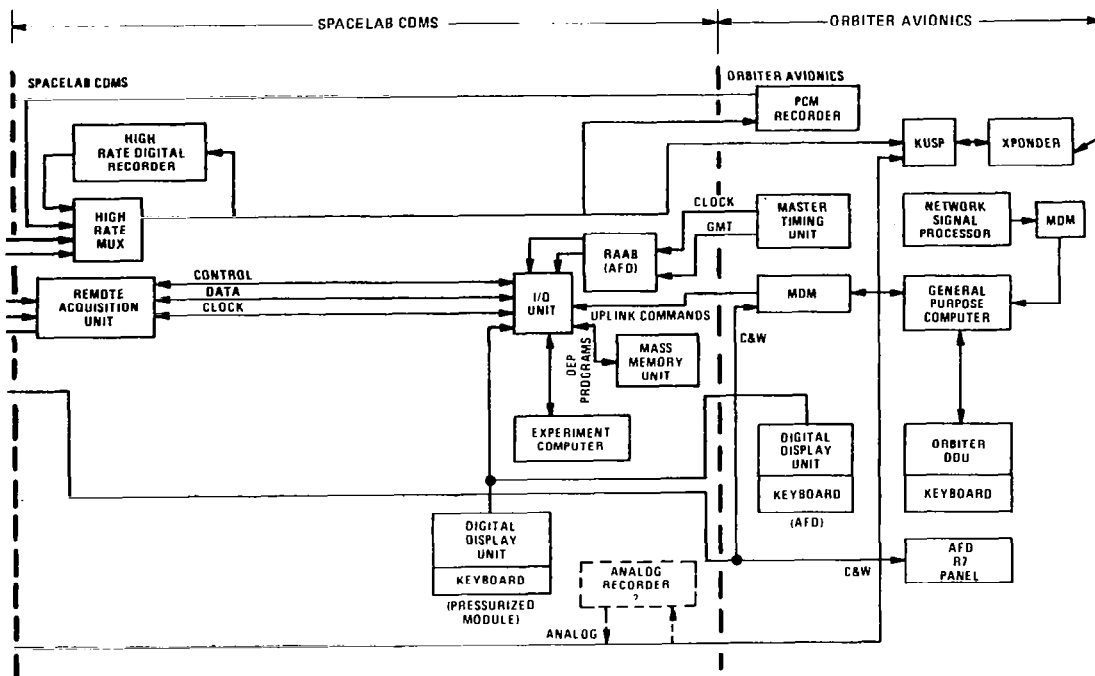 SPACELAB CDMS
ORBITER AVIONICS
SPACELAB CDMS
ORBITER AVIONICS
PCM
RECORDER
HIGH
RATE DIGITAL
RECORDER
KUSP
XPONDER
HIGH
RATE
MUX
CLOCK
GMT
MASTER
TIMING
UNIT
NETWORK
SIGNAL
PROCESSOR
MDM
RAAB
(AFD)
REMOTE
ACQUISITION
UNIT
CONTROL
DATA
CLOCK
I/O
UNIT
UPLINK COMMANDS
MDM
GENERAL
PURPOSE
COMPUTER
C&W
DEP
PROGRAMS
MASS
MEMORY
UNIT
EXPERIMENT
COMPUTER
DIGITAL
DISPLAY
UNIT
KEYBOARD
(AFD)
ORBITER
DDU
KEYBOARD
DIGITAL
DISPLAY
UNIT
KEYBOARD
(PRESSURIZED
MODULE)
ANALOG
RECORDER
?
ANALOG
C&W
AFD
R7
PANEL